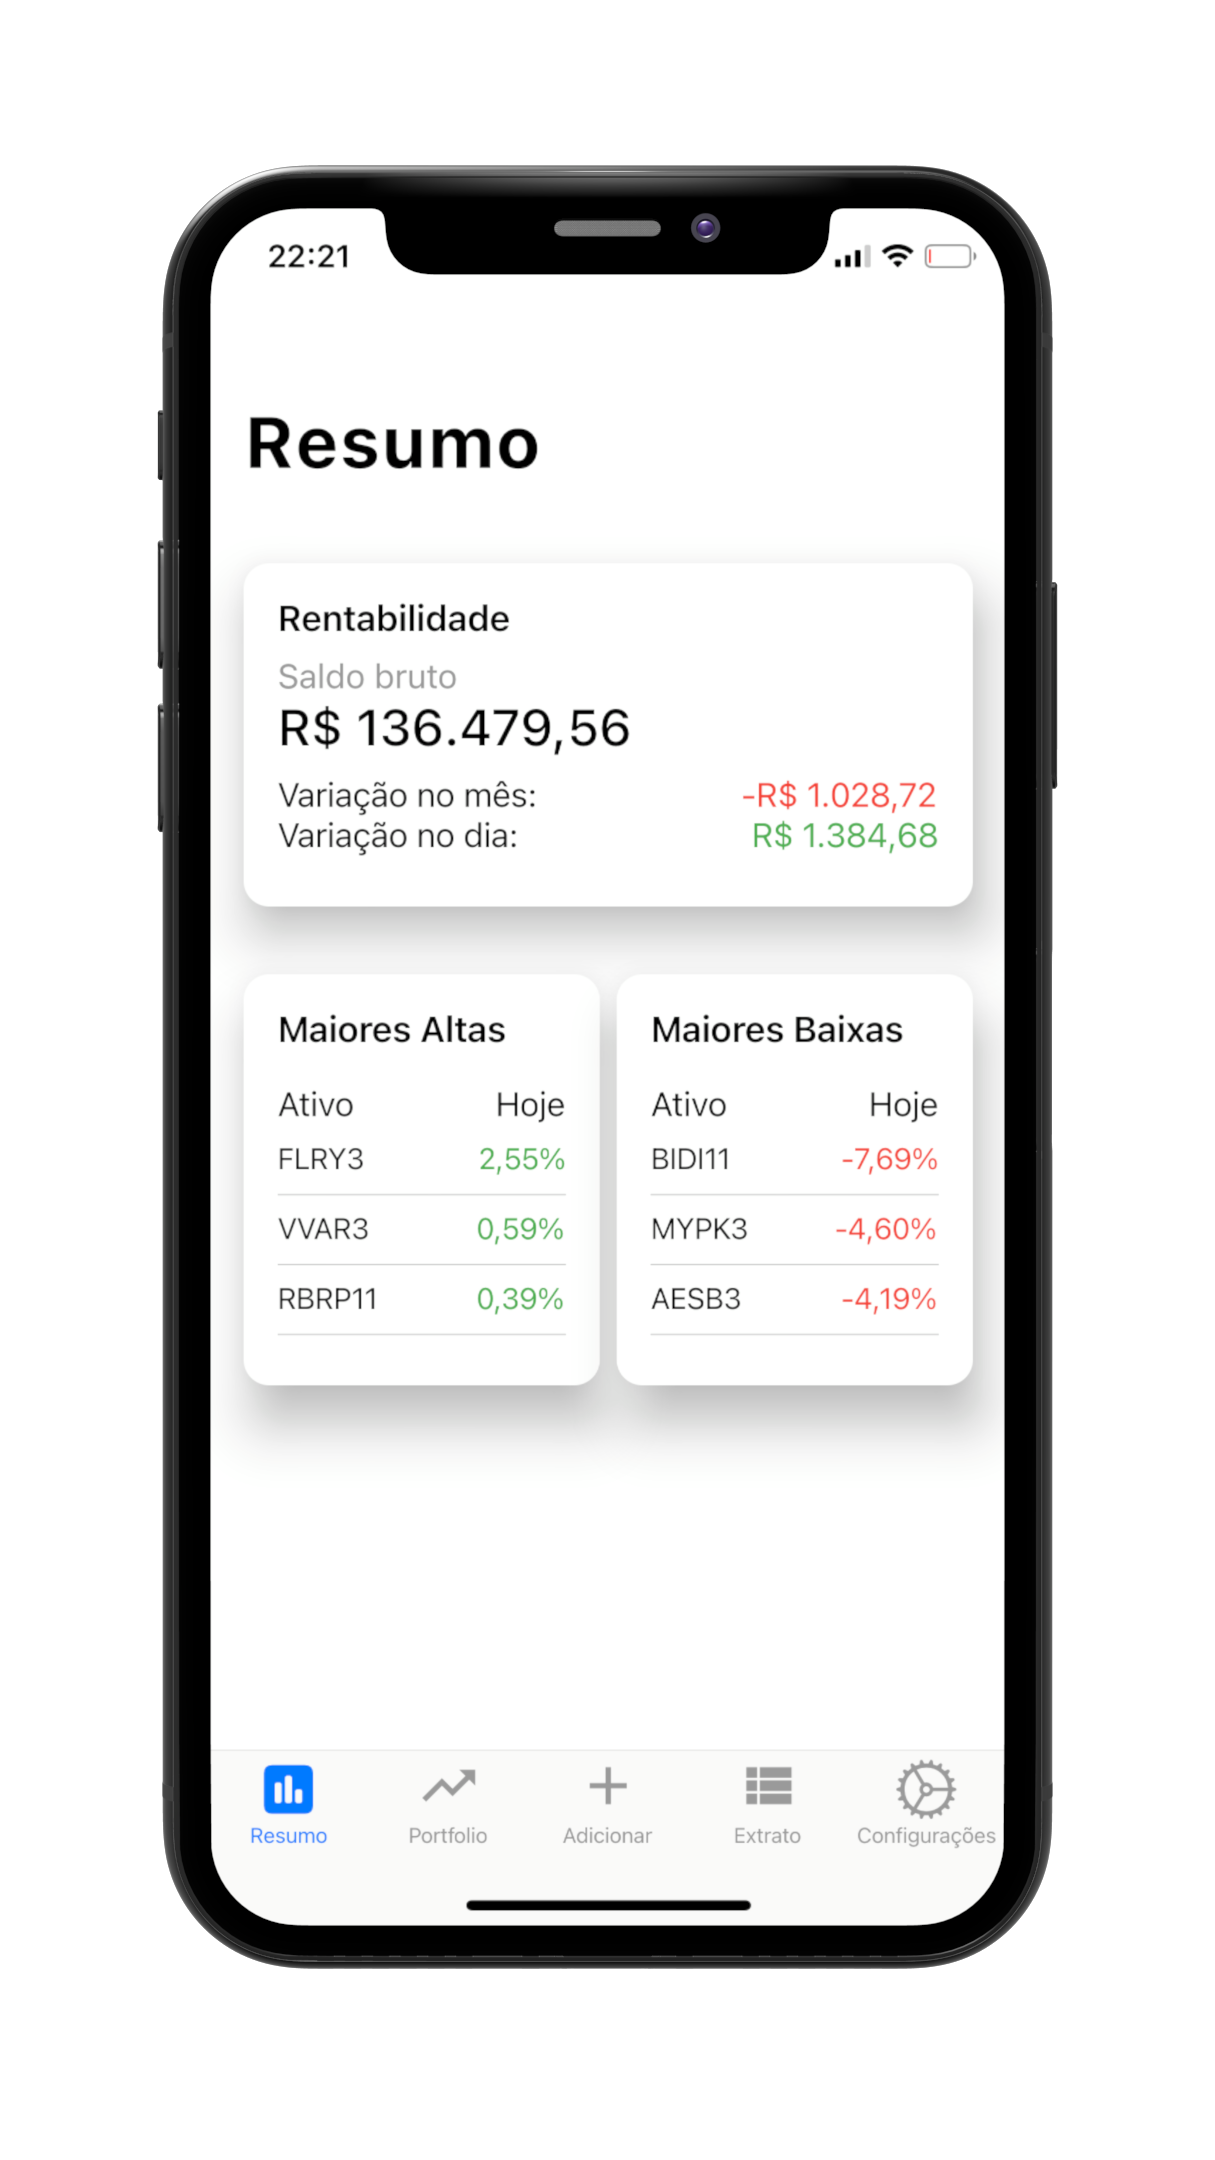 22:21
Resumo
Rentabilidade
Saldo bruto
R$ 136.479,56
Variação no mês: -R$ 1.028,72
Variação no dia: R$ 1.384,68
Maiores Altas
Ativo Hoje
FLRY3 2,55%
VVAR3 0,59%
RBRP11 0,39%
Maiores Baixas
Ativo Hoje
BIDI11 -7,69%
MYPK3 -4,60%
AESB3 -4,19%
Resumo Portfolio Adicionar Extrato Configurações